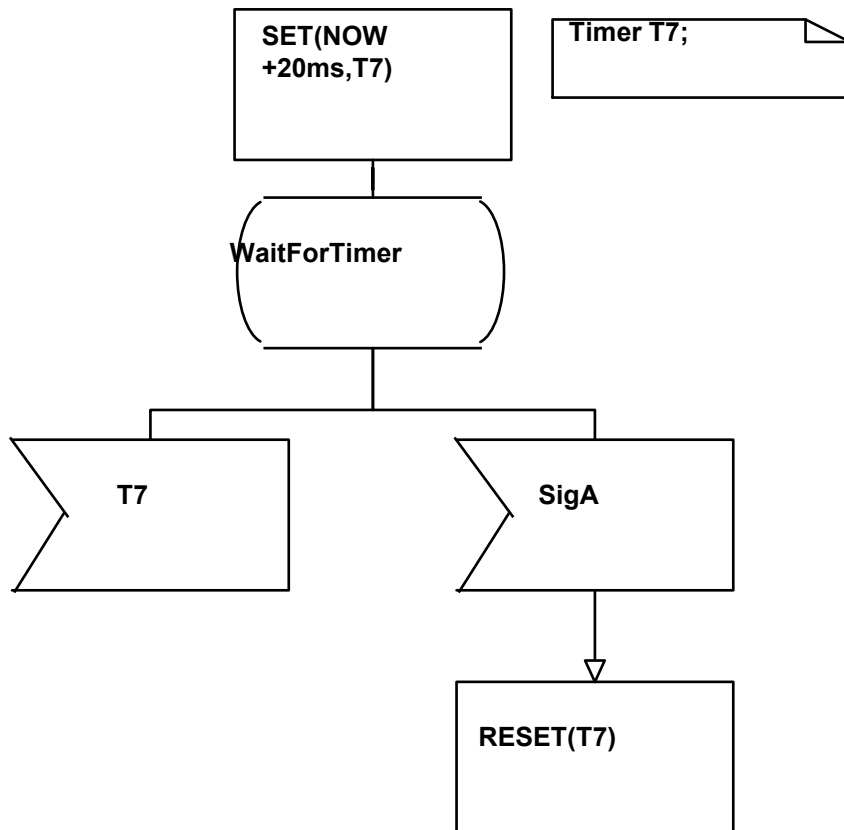 SET(NOW
+20ms,T7)
Timer T7;
WaitForTimer
T7
SigA
RESET(T7)